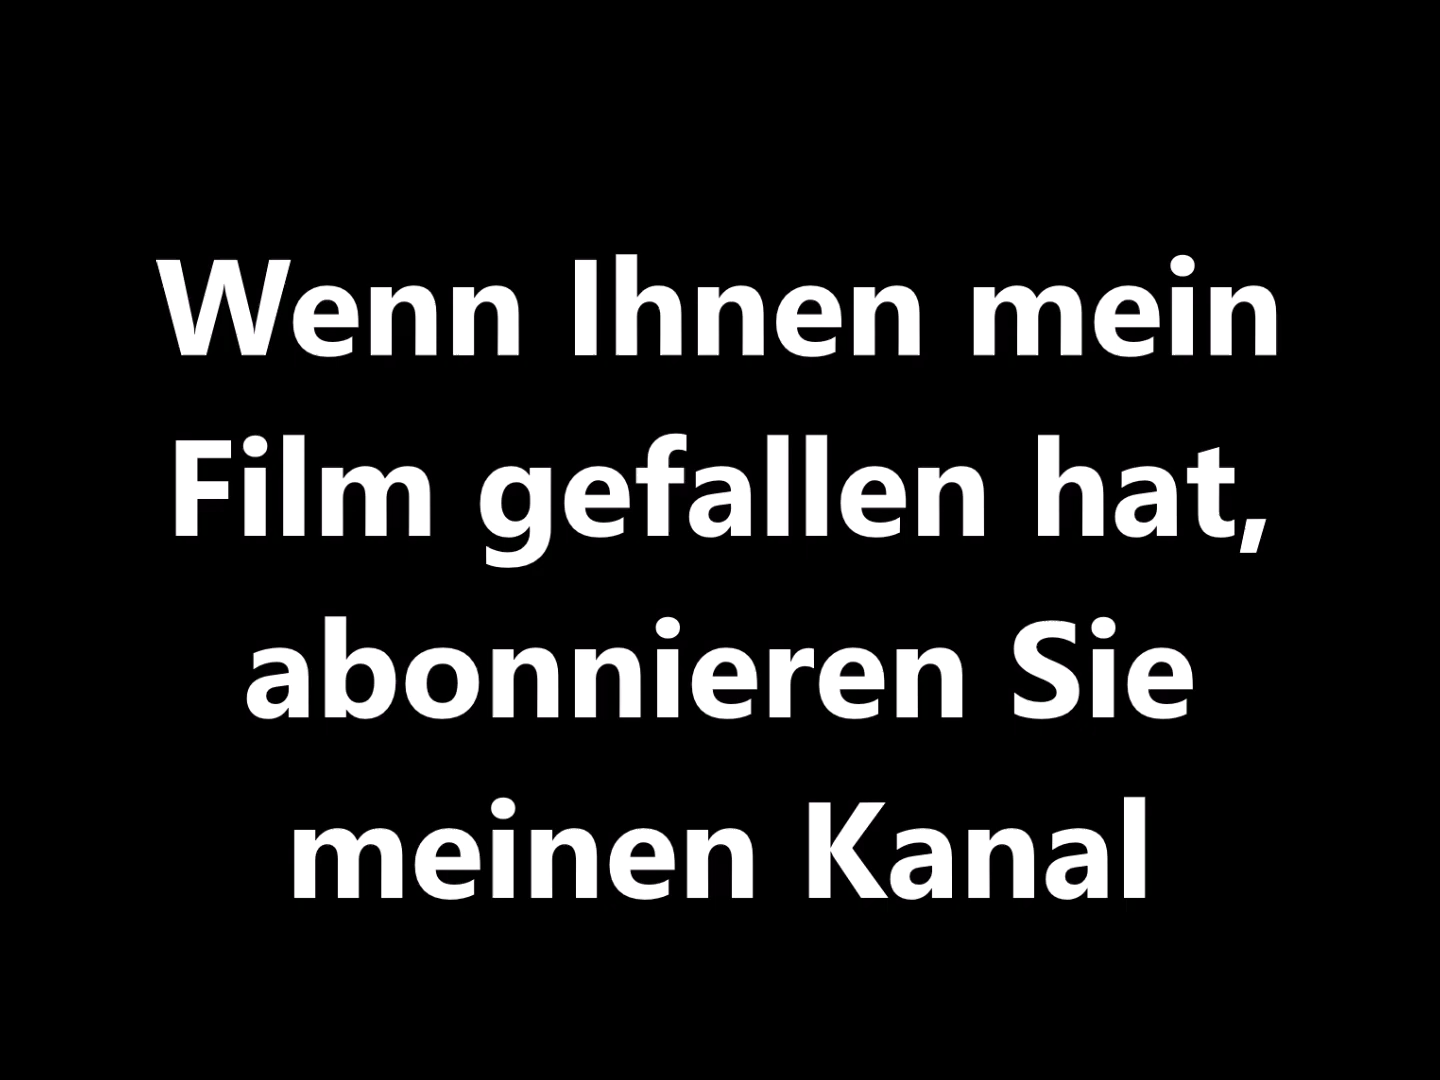 Wenn Ihnen mein
Film gefallen hat,
abonnieren Sie
meinen Kanal